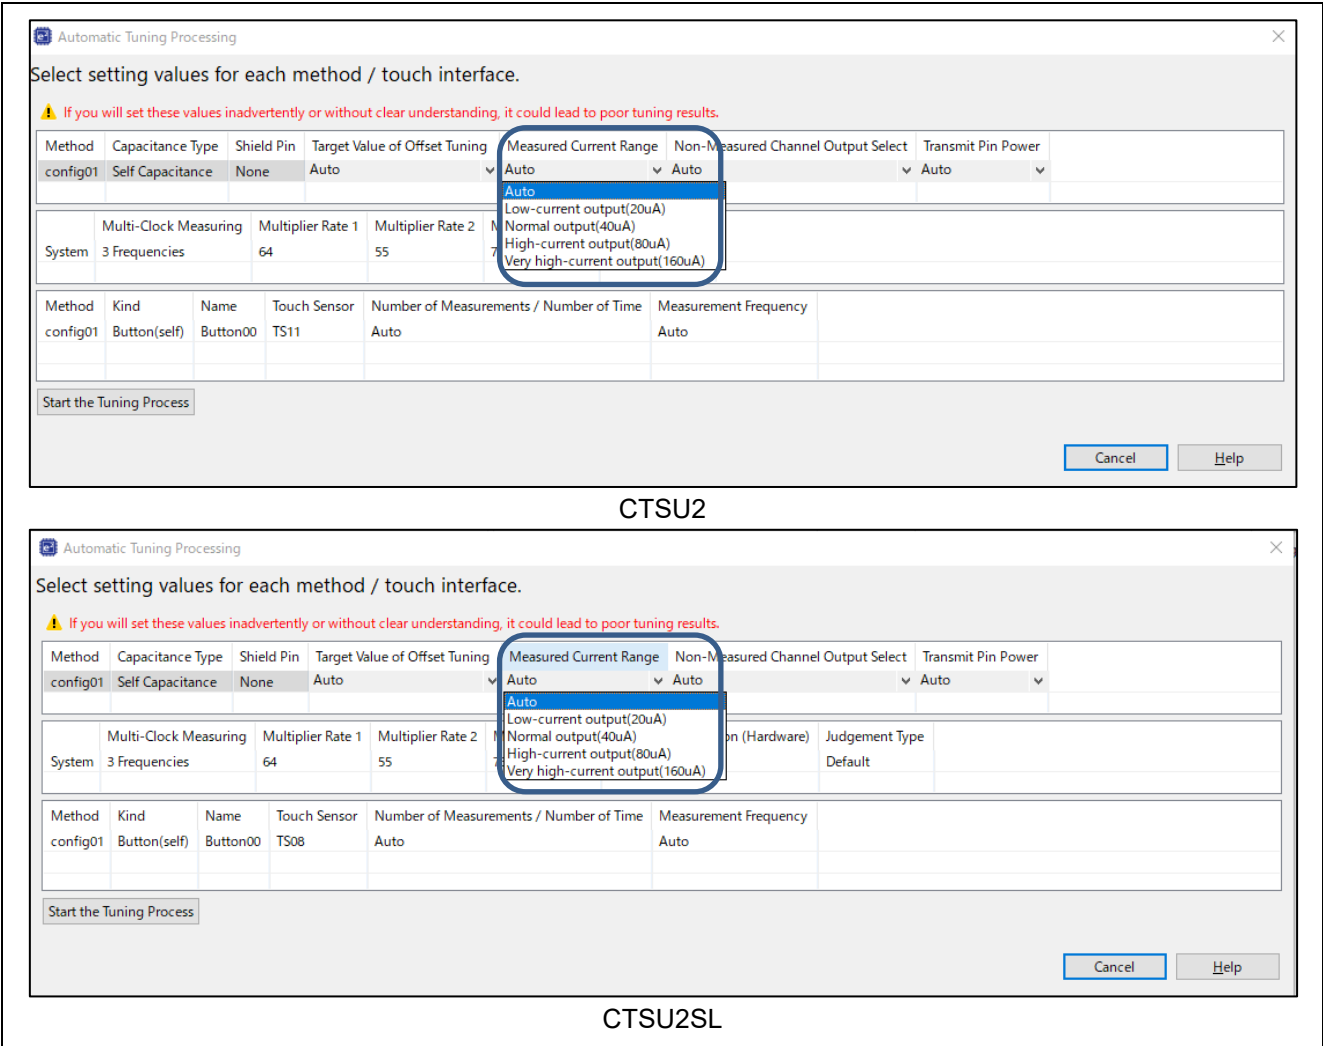 Automatic Tuning Processing
Select setting values for each method / touch interface.
If you will set these values inadvertently or without clear understanding, it could lead to poor tuning results.
Method Capacitance Type Shield Pin Target Value of Offset Tuning Measured Current Range Non-Measured Channel Output Select Transmit Pin Power
config01 Self Capacitance None Auto Auto Auto Auto
Auto
Low-current output(20uA)
Normal output(40uA)
High-current output(80uA)
Very high-current output(160uA)
Multi-Clock Measuring Multiplier Rate 1 Multiplier Rate 2
System 3 Frequencies 64 55
Method Kind Name Touch Sensor Number of Measurements / Number of Time Measurement Frequency
config01 Button(self) Button00 TS11 Auto Auto
Start the Tuning Process
Cancel Help
CTSU2
Automatic Tuning Processing
Select setting values for each method / touch interface.
If you will set these values inadvertently or without clear understanding, it could lead to poor tuning results.
Method Capacitance Type Shield Pin Target Value of Offset Tuning Measured Current Range Non-Measured Channel Output Select Transmit Pin Power
config01 Self Capacitance None Auto Auto Auto Auto
Auto
Low-current output(20uA)
Normal output(40uA)
High-current output(80uA)
Very high-current output(160uA)
Multi-Clock Measuring Multiplier Rate 1 Multiplier Rate 2 (Hardware) Judgement Type
System 3 Frequencies 64 55 Default
Method Kind Name Touch Sensor Number of Measurements / Number of Time Measurement Frequency
config01 Button(self) Button00 TS08 Auto Auto
Start the Tuning Process
Cancel Help
CTSU2SL